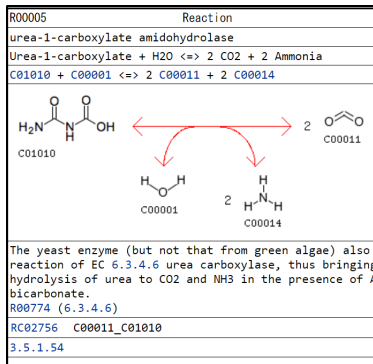 R00005 Reaction
urea-1-carboxylate amidohydrolase
Urea-1-carboxylate + H2O <=> 2 CO2 + 2 Ammonia
C01010 + C00001 <=> 2 C00011 + 2 C00014
O O
H2N N OH
H
C01010
2 O O
C00011
H H
O
C00001
2 H
N
H H
C00014
The yeast enzyme (but not that from green algae) also
reaction of EC 6.3.4.6 urea carboxylase, thus bringing
hydrolysis of urea to CO2 and NH3 in the presence of A
bicarbonate.
R00774 (6.3.4.6)
RC02756 C00011_C01010
3.5.1.54